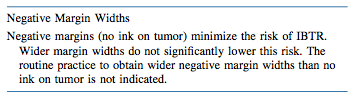 Negative Margin Widths
Negative margins (no ink on tumor) minimize the risk of IBTR.
Wider margin widths do not significantly lower this risk. The
routine practice to obtain wider negative margin widths than no
ink on tumor is not indicated.